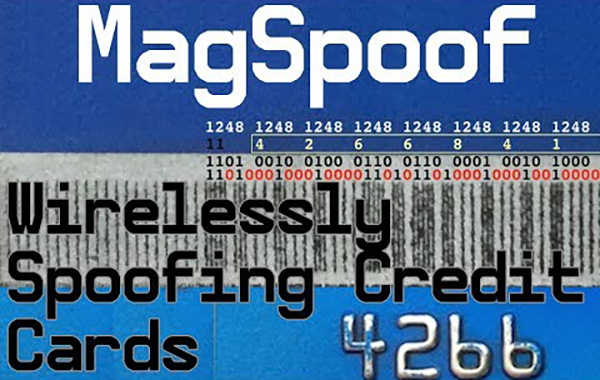 MagSpoof
1248 1248 1248 1248 1248 1248 1248 1248
11 4 2 6 6 8 4 1
1101 0010 0100 0110 0110 0001 0010 1000
Wirelessly
Spoofing Credit
Cards
4266